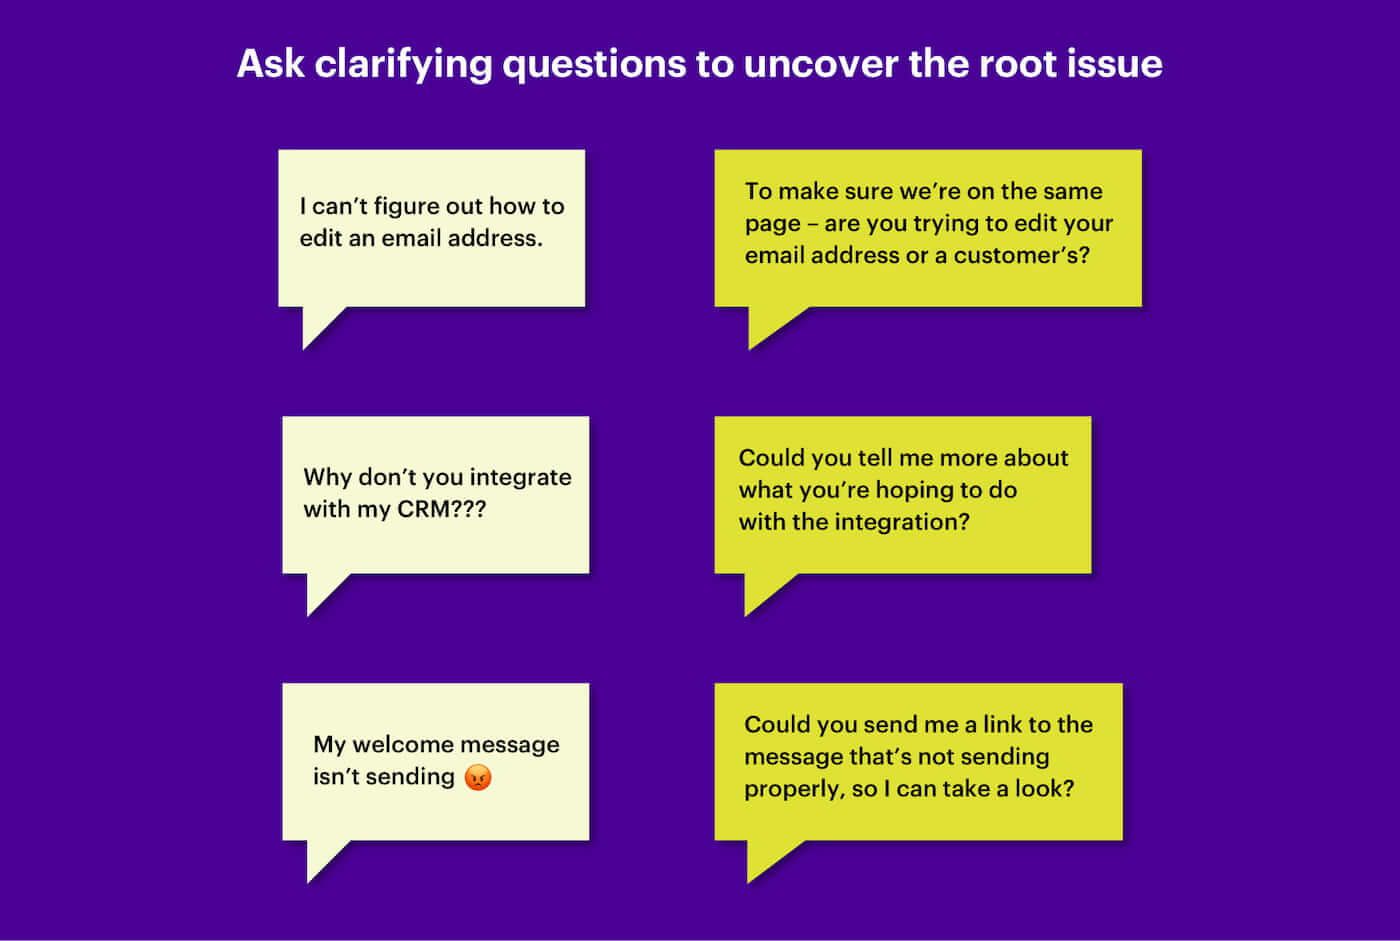 Ask clarifying questions to uncover the root issue
I can’t figure out how to
edit an email address.
To make sure we’re on the same
page – are you trying to edit your
email address or a customer’s?
Why don’t you integrate
with my CRM???
Could you tell me more about
what you’re hoping to do
with the integration?
My welcome message
isn’t sending 😡
Could you send me a link to the
message that’s not sending
properly, so I can take a look?